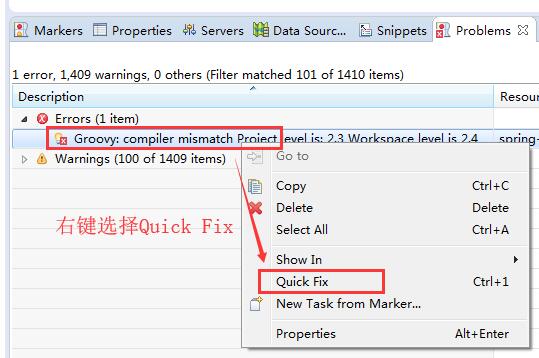 Markers Properties Servers Data Sourc... Snippets Problems
1 error, 1,409 warnings, 0 others (Filter matched 101 of 1410 items)
Description Resou
Errors (1 item)
Groovy: compiler mismatch Project level is: 2.3 Workspace level is 2.4 spring-
Warnings (100 of 1409 items)
Go to
Copy Ctrl+C
Delete Delete
Select All Ctrl+A
右键选择Quick Fix
Show In
Quick Fix Ctrl+1
New Task from Marker...
Properties Alt+Enter